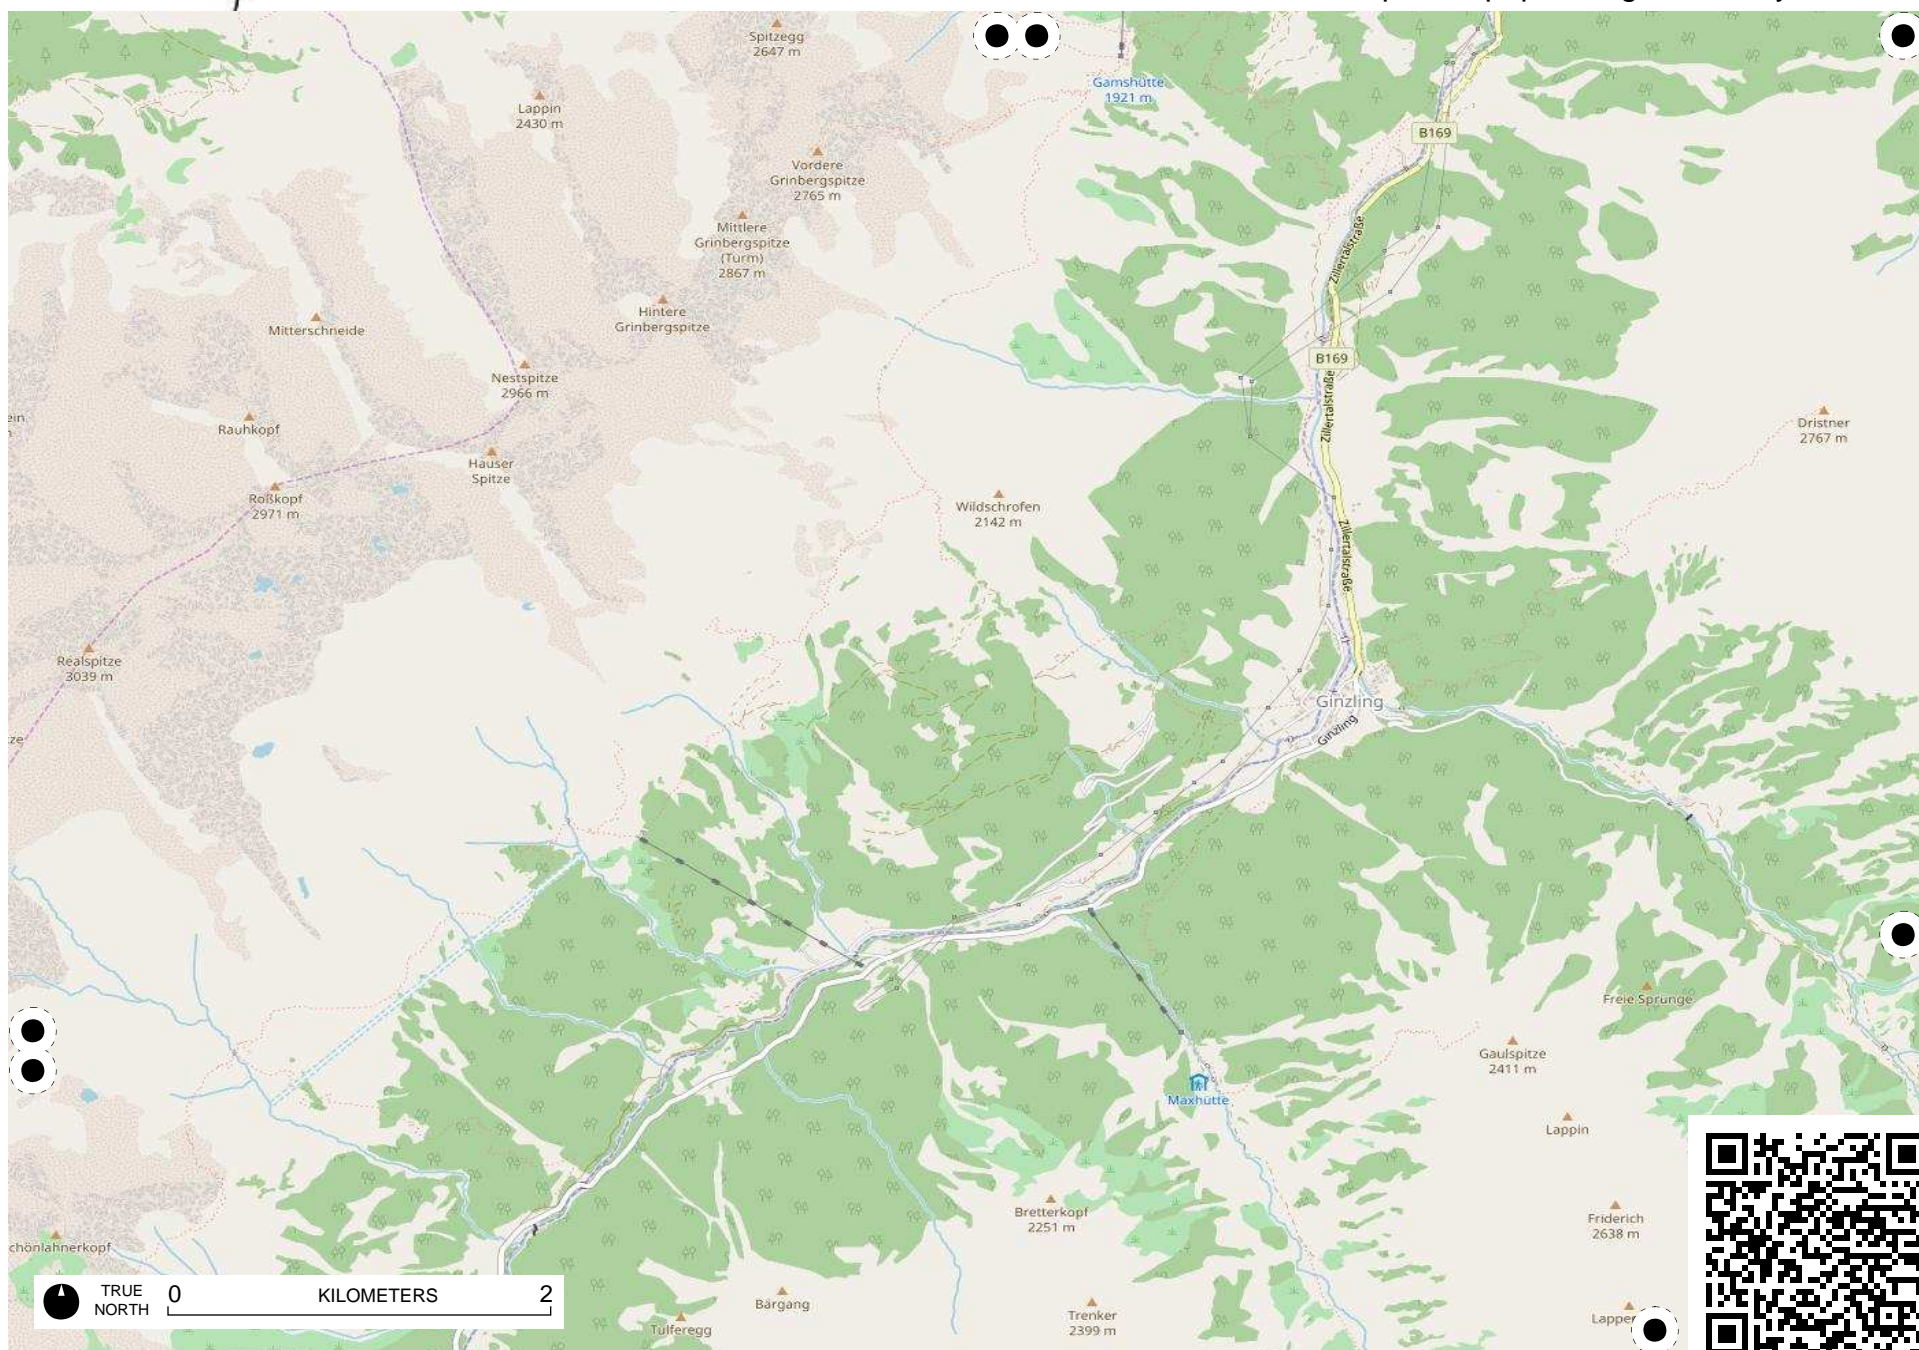 Spitzegg
2647 m
Gamshütte
1921 m
Lappin
2430 m
B169
Vordere
Grinbergspitze
2765 m
Mittlere
Grinbergspitze
(Turm)
2867 m
Zillertalstraße
Hintere
Grinbergspitze
Mitterschneide
B169
Nestspitze
2966 m
Zillertalstraße
Rauhkopf
Dristner
2767 m
Hauser
Spitze
Roßkopf
2971 m
Wildschrofen
2142 m
Zillertalstraße
Realspitze
3039 m
Ginzling
Ginzling
Freie Sprünge
Gaulspitze
2411 m
Maxhütte
Lappin
Bretterkopf
2251 m
Friderich
2638 m
chönlahnerkopf
TRUE
NORTH
0 KILOMETERS 2
Bärgang
Trenker
2399 m
Tulferegg
Lapper